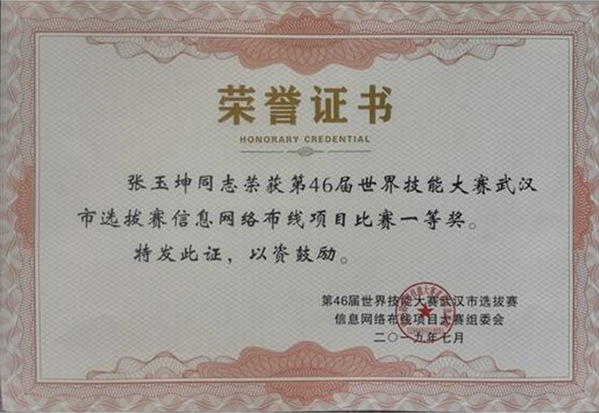 荣誉证书
HONORARY CREDENTIAL
张玉坤同志荣获第46届世界技能大赛武汉
市选拔赛信息网络布线项目比赛一等奖。
特发此证，以资鼓励。
第46届世界技能大赛武汉市选拔赛
信息网络布线项目大赛组委会
二〇一九年七月